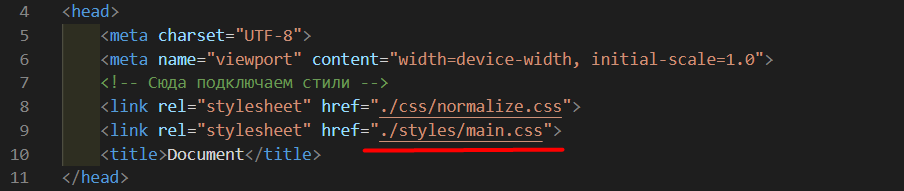 4 <head>
5 <meta charset="UTF-8">
6 <meta name="viewport" content="width=device-width, initial-scale=1.0">
7 <!-- Сюда подключаем стили -->
8 <link rel="stylesheet" href="./css/normalize.css">
9 <link rel="stylesheet" href="./styles/main.css">
10 <title>Document</title>
11 </head>